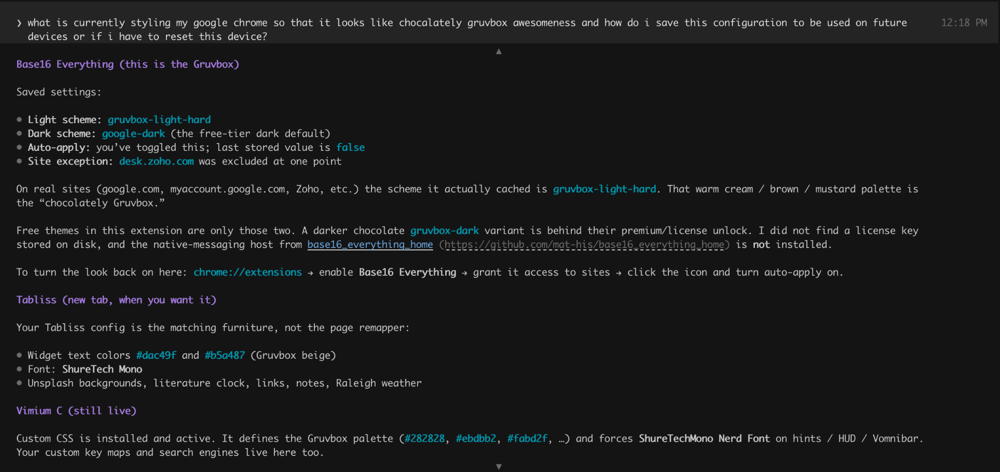 ❯ what is currently styling my google chrome so that it looks like chocalately gruvbox awesomeness and how do i save this configuration to be used on future 12:18 PM
devices or if i have to reset this device?
▲
Base16 Everything (this is the Gruvbox)
Saved settings:
● Light scheme: gruvbox-light-hard
● Dark scheme: google-dark (the free-tier dark default)
● Auto-apply: you’ve toggled this; last stored value is false
● Site exception: desk.zoho.com was excluded at one point
On real sites (google.com, myaccount.google.com, Zoho, etc.) the scheme it actually cached is gruvbox-light-hard. That warm cream / brown / mustard palette is
the “chocolately Gruvbox.”
Free themes in this extension are only those two. A darker chocolate gruvbox-dark variant is behind their premium/license unlock. I did not find a license key
stored on disk, and the native-messaging host from base16_everything_home (https://github.com/mat-his/base16_everything_home) is not installed.
To turn the look back on here: chrome://extensions → enable Base16 Everything → grant it access to sites → click the icon and turn auto-apply on.
Tabliss (new tab, when you want it)
Your Tabliss config is the matching furniture, not the page remapper:
● Widget text colors #dac49f and #b5a487 (Gruvbox beige)
● Font: ShureTech Mono
● Unsplash backgrounds, literature clock, links, notes, Raleigh weather
Vimium C (still live)
Custom CSS is installed and active. It defines the Gruvbox palette (#282828, #ebdbb2, #fabd2f, …) and forces ShureTechMono Nerd Font on hints / HUD / Vomnibar.
Your custom key maps and search engines live here too.
▼